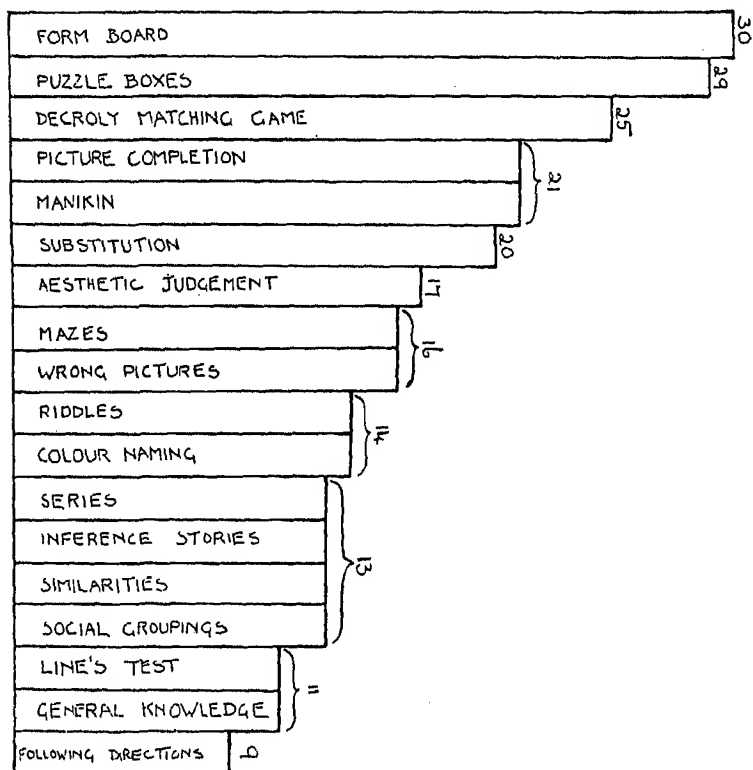 FORM BOARD 30
PUZZLE BOXES 29
DECROLY MATCHING GAME 25
PICTURE COMPLETION
21
MANIKIN
SUBSTITUTION 20
AESTHETIC JUDGEMENT 17
MAZES
16
WRONG PICTURES
RIDDLES
14
COLOUR NAMING
SERIES
INFERENCE STORIES
13
SIMILARITIES
SOCIAL GROUPINGS
LINE'S TEST
11
GENERAL KNOWLEDGE
FOLLOWING DIRECTIONS 9